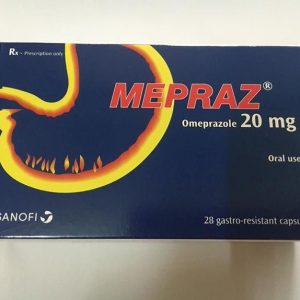 Rx – Prescription only
MEPRAZ®
Omeprazole 20 mg
Oral use
SANOFI
28 gastro-resistant capsu